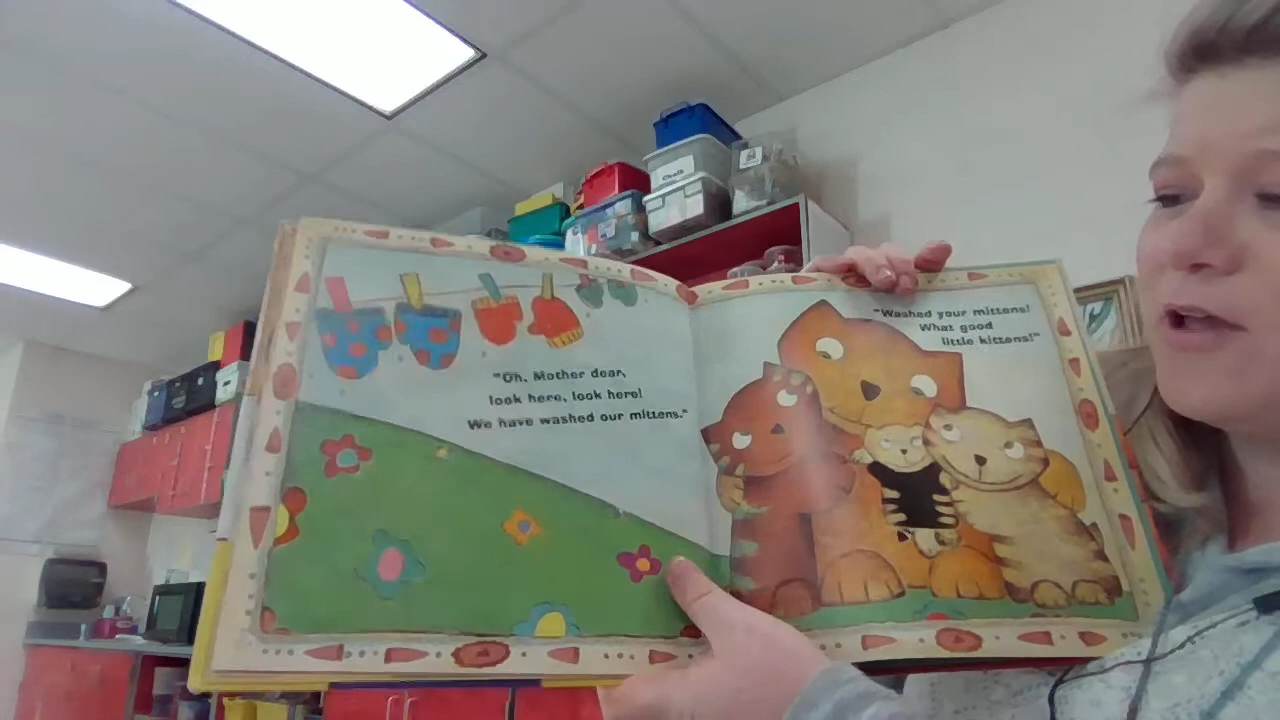 Chalk
"Oh, Mother dear,
look here, look here!
We have washed our mittens."
"Washed your mittens!
What good
little kittens!"